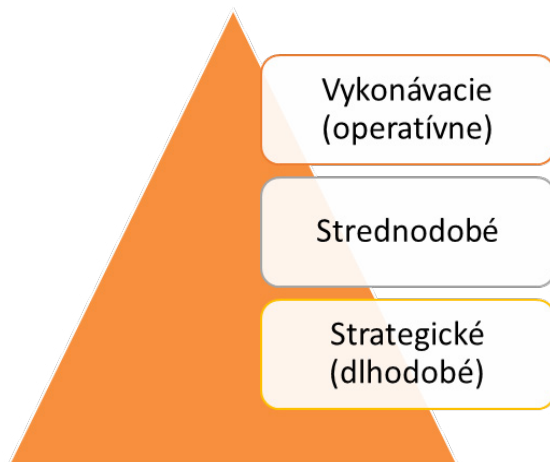 Vykonávacie
(operatívne)
Strednodobé
Strategické
(dlhodobé)